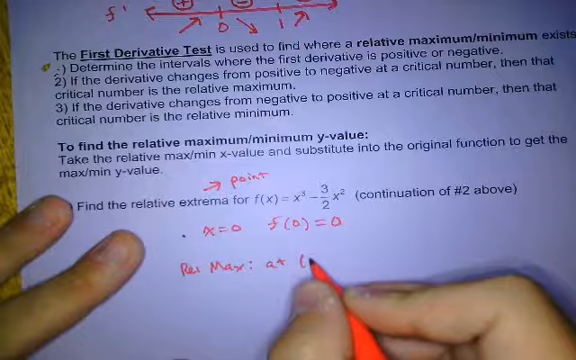 f'
+ −
0 1
The First Derivative Test is used to find where a relative maximum/minimum exists
1) Determine the intervals where the first derivative is positive or negative.
2) If the derivative changes from positive to negative at a critical number, then that
critical number is the relative maximum.
3) If the derivative changes from negative to positive at a critical number, then that
critical number is the relative minimum.
To find the relative maximum/minimum y-value:
Take the relative max/min x-value and substitute into the original function to get the
max/min y-value.
→ point
) Find the relative extrema for f(x) = x³ − 3/2 x² (continuation of #2 above)
x=0 f(0)=0
Rel Max: at (